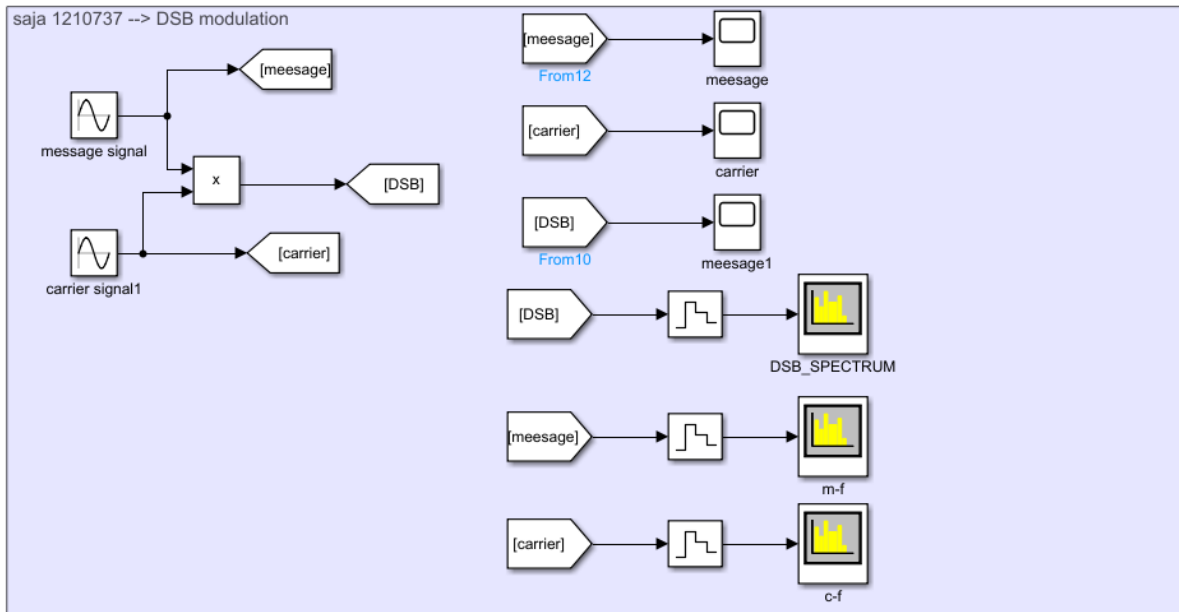 saja 1210737 --> DSB modulation
[meesage]
message signal
x
[DSB]
[carrier]
carrier signal1
[meesage]
From12
meesage
[carrier]
carrier
[DSB]
From10
meesage1
[DSB]
DSB_SPECTRUM
[meesage]
m-f
[carrier]
c-f